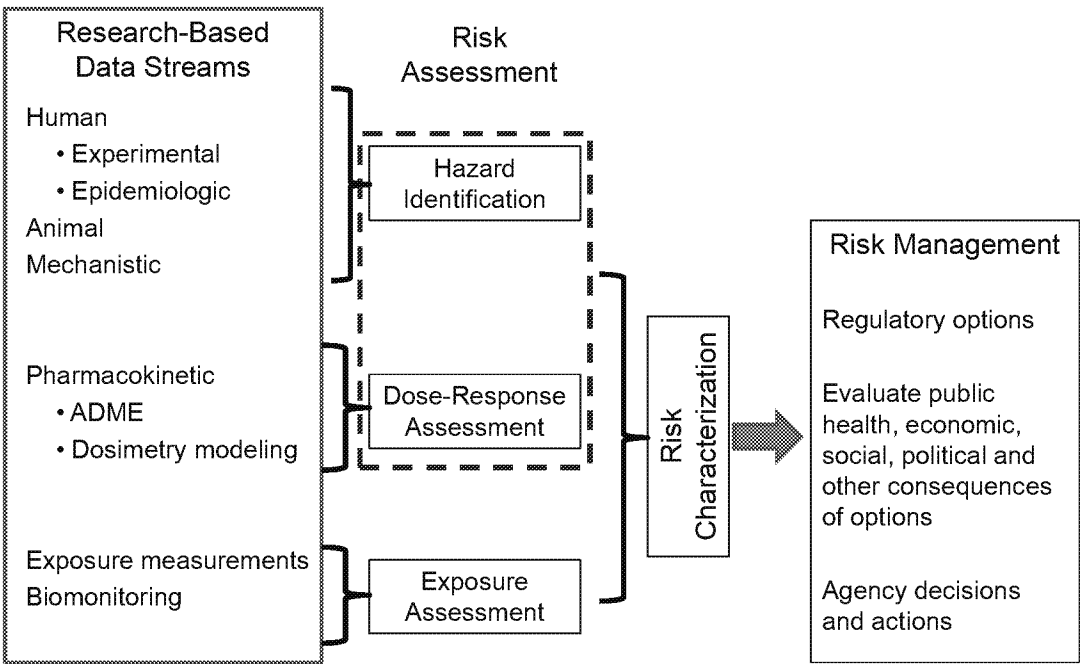 Research-Based
Data Streams
Human
• Experimental
• Epidemiologic
Animal
Mechanistic
Pharmacokinetic
• ADME
• Dosimetry modeling
Exposure measurements
Biomonitoring
Risk
Assessment
Hazard
Identification
Dose-Response
Assessment
Exposure
Assessment
Risk
Characterization
Risk Management
Regulatory options
Evaluate public
health, economic,
social, political and
other consequences
of options
Agency decisions
and actions